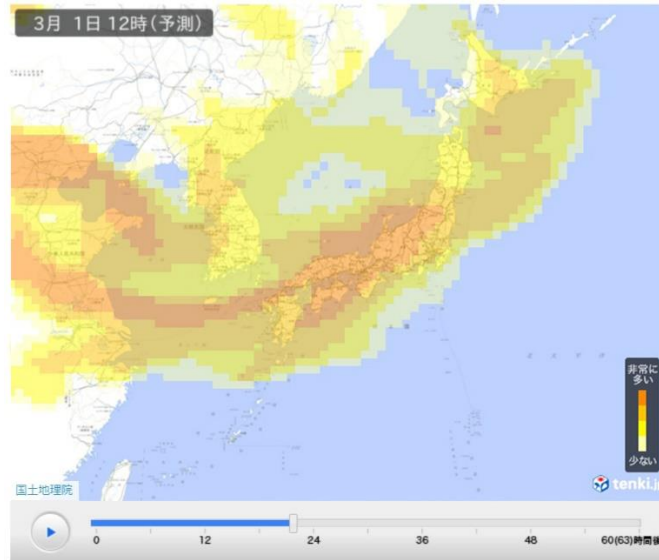 3月 1日 12時(予測)
非常に
多い
少ない
国土地理院
tenki.j
0 12 24 36 48 60(63)時間後